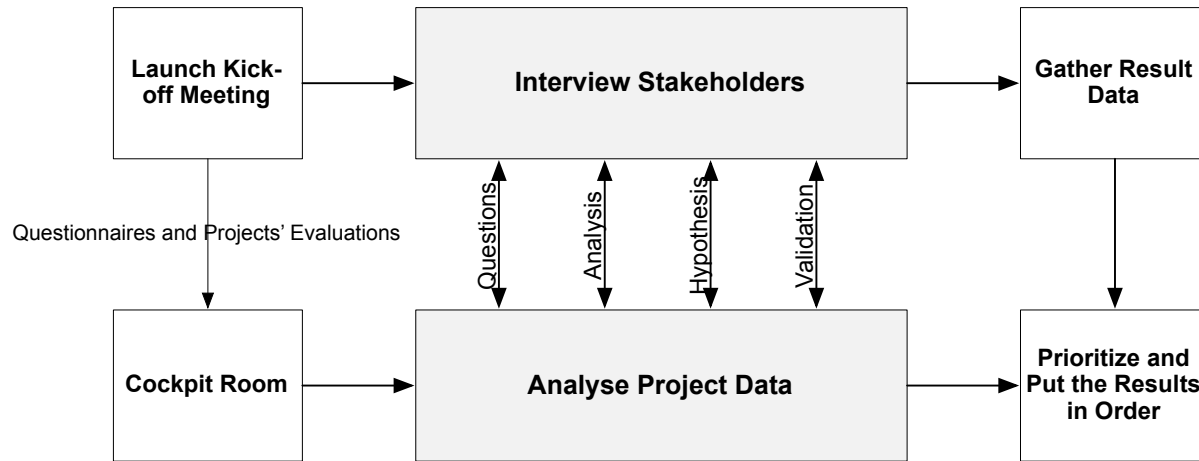 Launch Kick-
off Meeting
Interview Stakeholders
Gather Result
Data
Questionnaires and Projects’ Evaluations
Questions
Analysis
Hypothesis
Validation
Cockpit Room
Analyse Project Data
Prioritize and
Put the Results
in Order